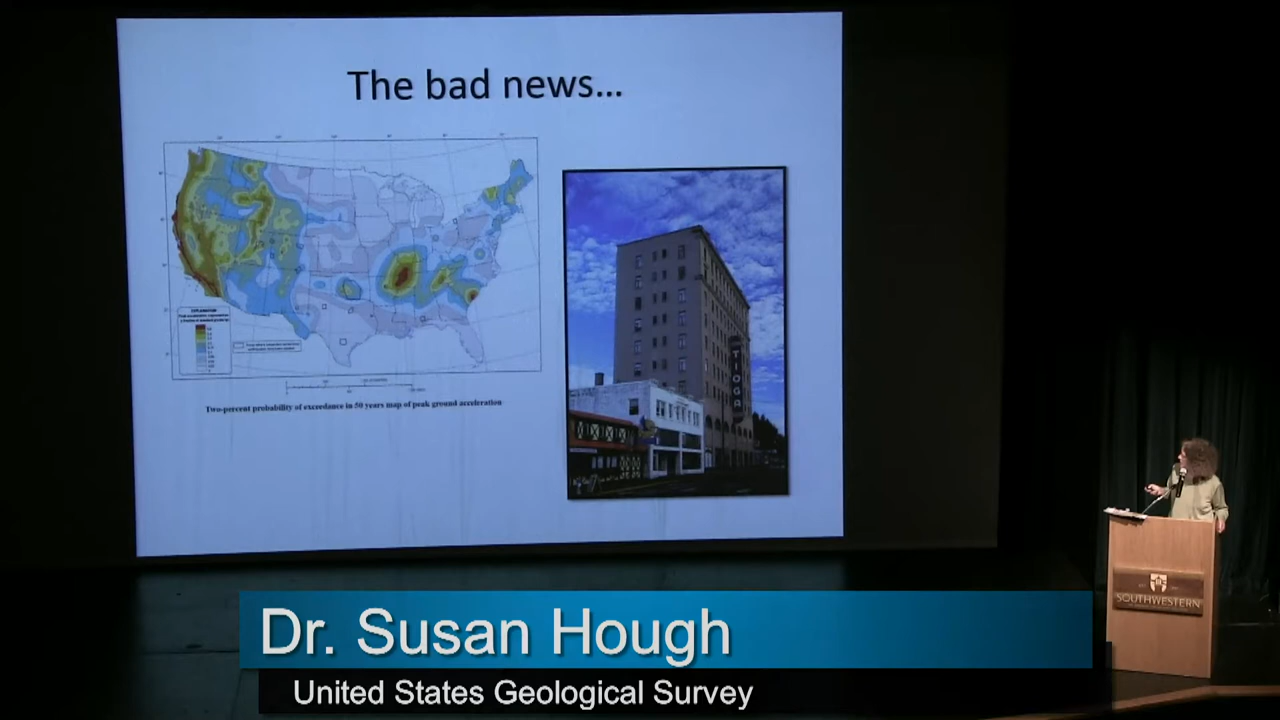 The bad news...
EXPLANATION
Two-percent probability of exceedance in 50 years map of peak ground acceleration
TIOGA
SOUTHWESTERN
Dr. Susan Hough
United States Geological Survey